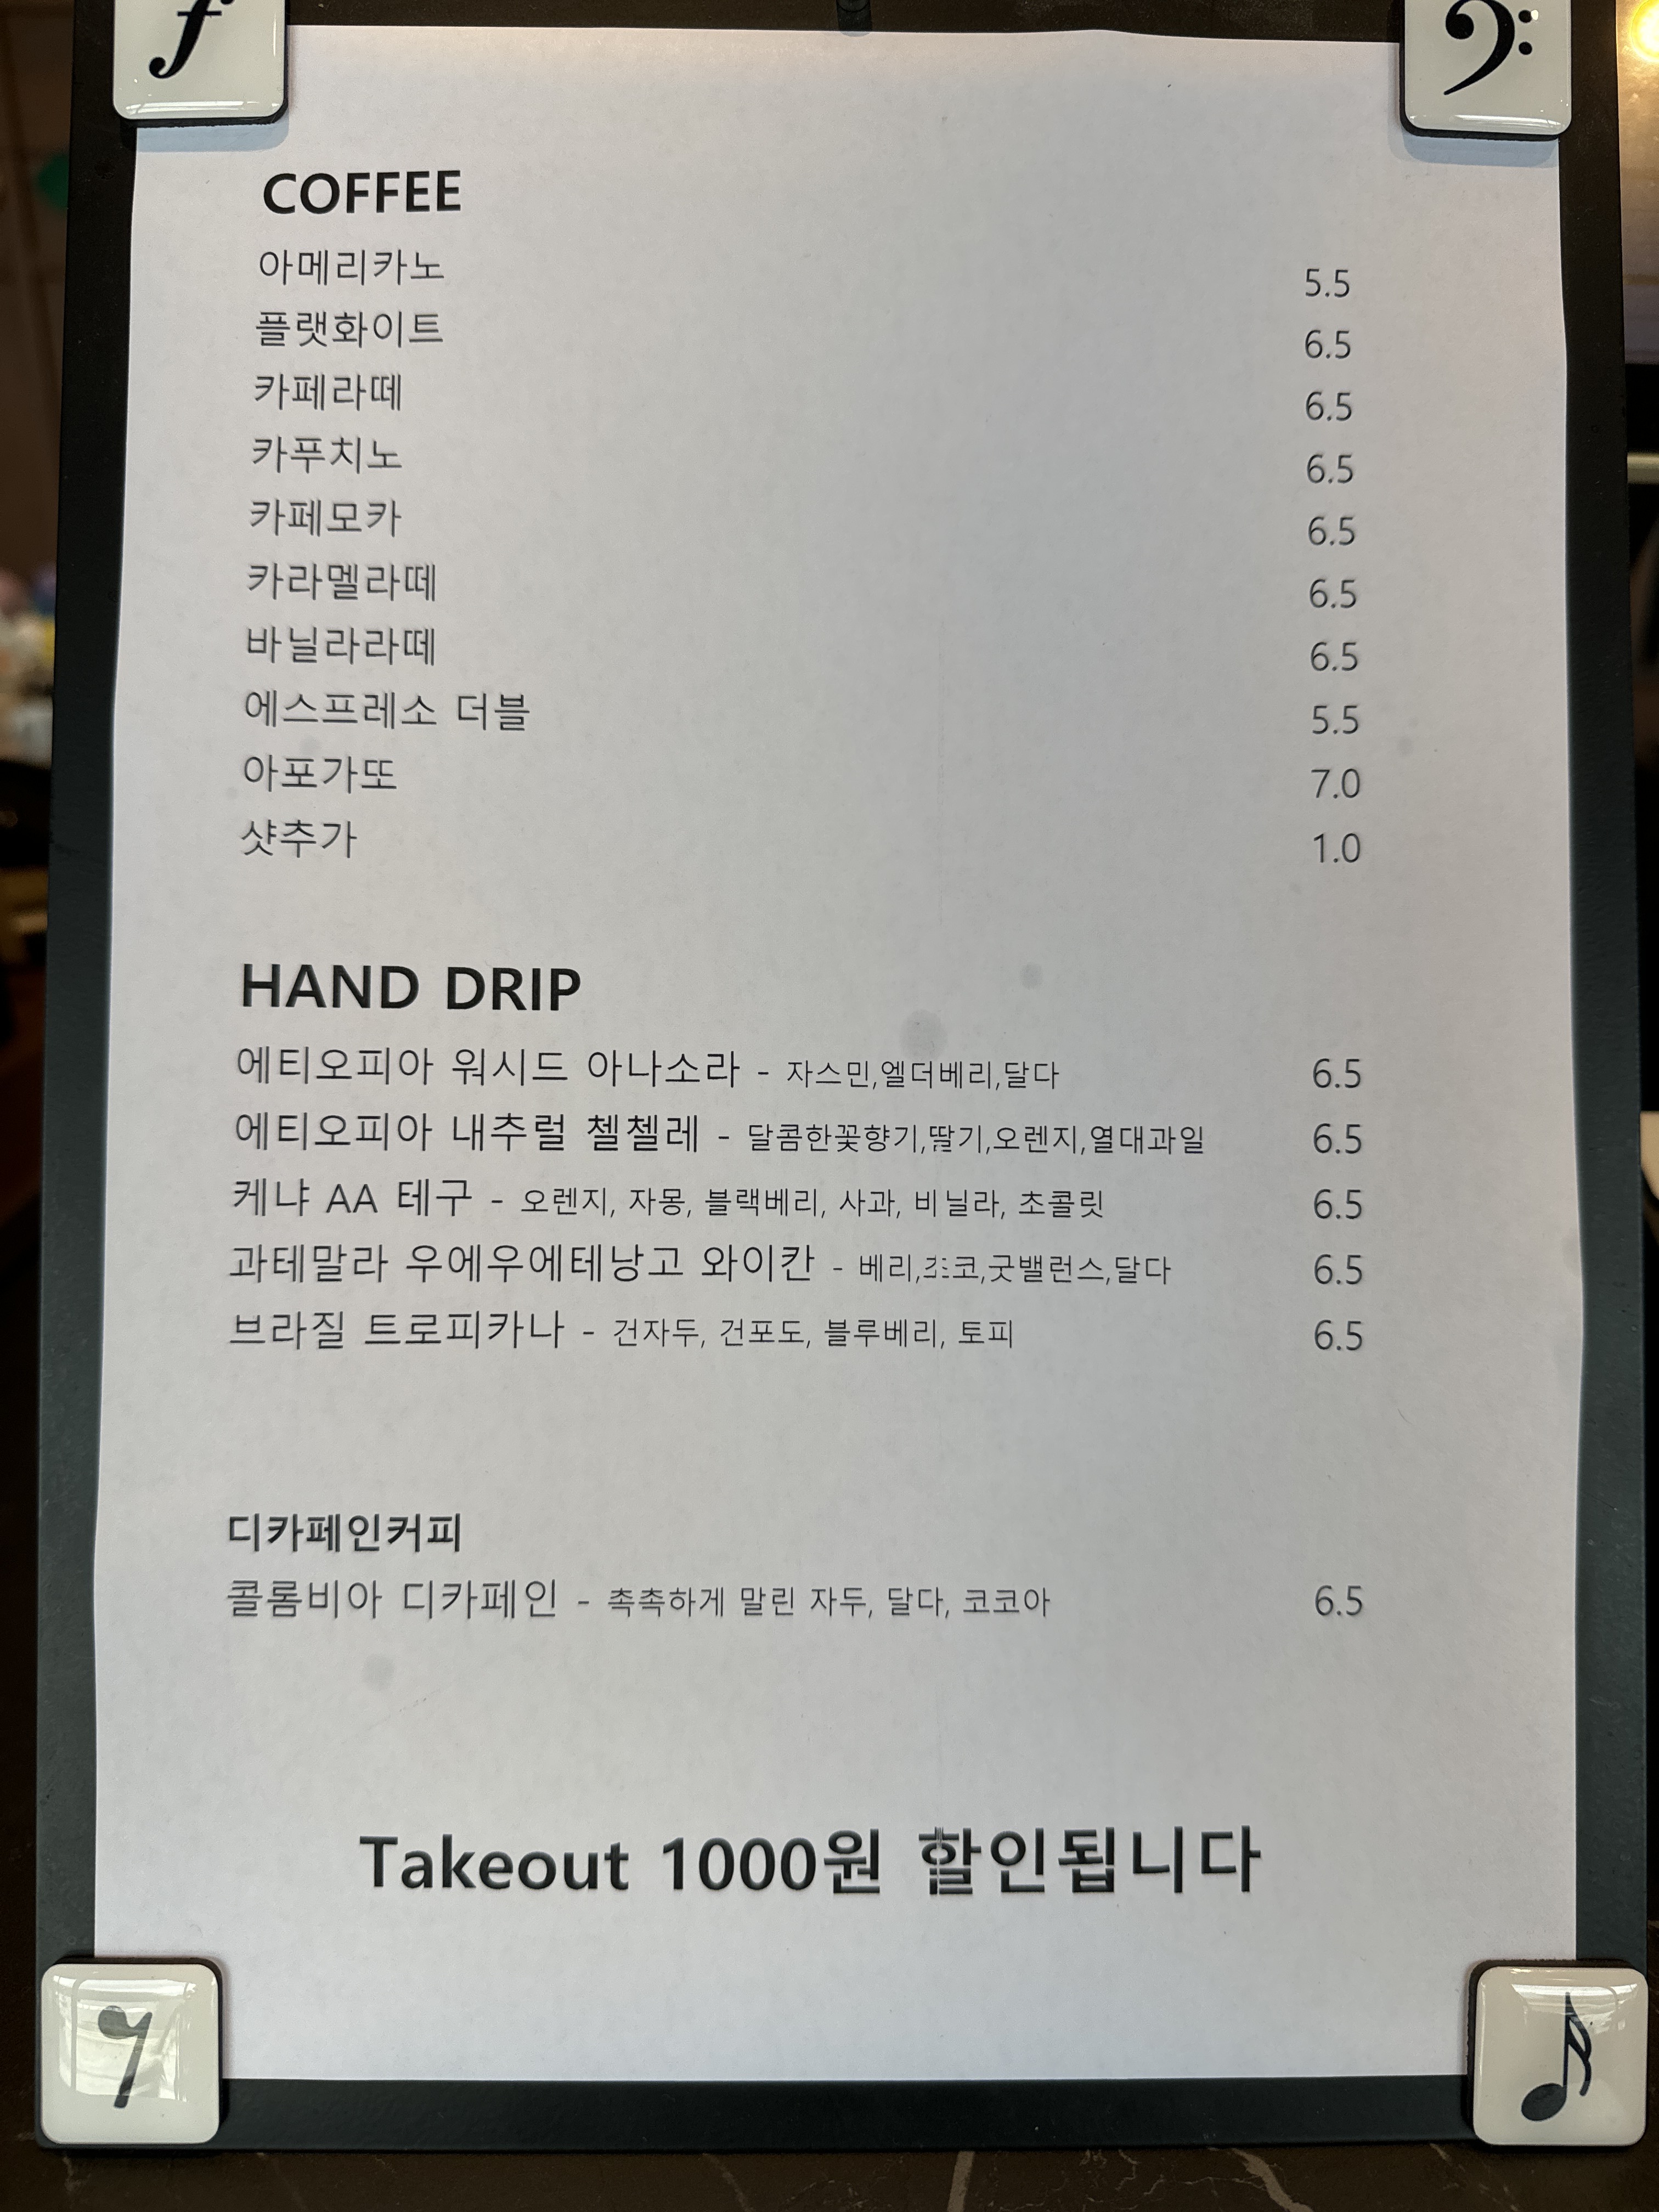 COFFEE
아메리카노 5.5
플랫화이트 6.5
카페라떼 6.5
카푸치노 6.5
카페모카 6.5
카라멜라떼 6.5
바닐라라떼 6.5
에스프레소 더블 5.5
아포가또 7.0
샷추가 1.0
HAND DRIP
에티오피아 워시드 아나소라 - 자스민,엘더베리,달다 6.5
에티오피아 내추럴 첼첼레 - 달콤한꽃향기,딸기,오렌지,열대과일 6.5
케냐 AA 테구 - 오렌지, 자몽, 블랙베리, 사과, 비닐라, 초콜릿 6.5
과테말라 우에우에테낭고 와이칸 - 베리,쵸코,굿밸런스,달다 6.5
브라질 트로피카나 - 건자두, 건포도, 블루베리, 토피 6.5
디카페인커피
콜롬비아 디카페인 - 촉촉하게 말린 자두, 달다, 코코아 6.5
Takeout 1000원 할인됩니다